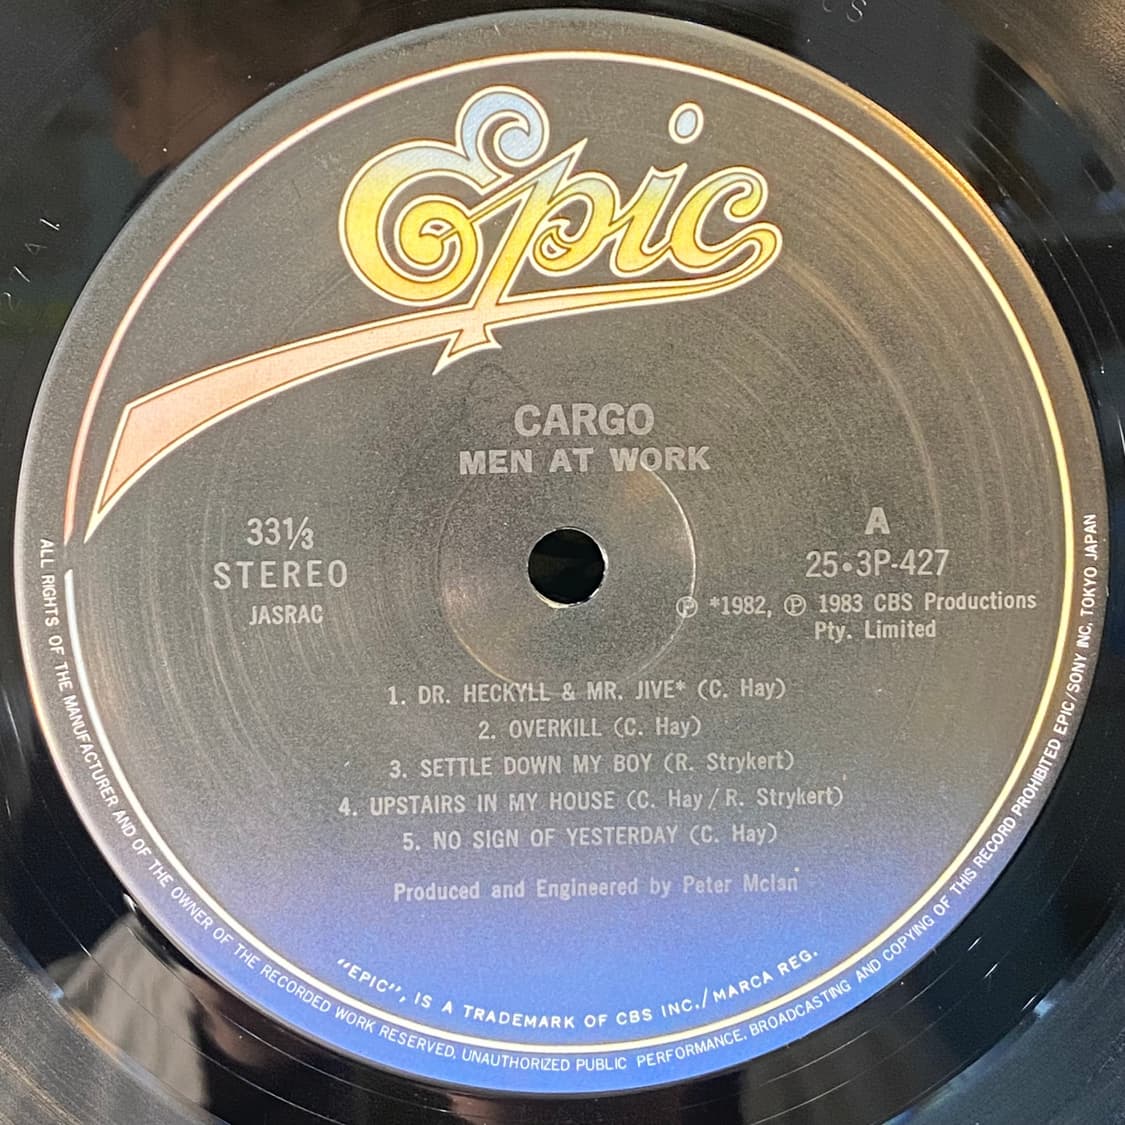 Epic
CARGO
MEN AT WORK
33⅓
STEREO
JASRAC
A
25•3P-427
Ⓟ *1982, Ⓟ 1983 CBS Productions
Pty. Limited
1. DR. HECKYLL & MR. JIVE* (C. Hay)
2. OVERKILL (C. Hay)
3. SETTLE DOWN MY BOY (R. Strykert)
4. UPSTAIRS IN MY HOUSE (C. Hay / R. Strykert)
5. NO SIGN OF YESTERDAY (C. Hay)
Produced and Engineered by Peter McIan
"EPIC", IS A TRADEMARK OF CBS INC./MARCA REG.
ALL RIGHTS OF THE MANUFACTURER AND OF THE OWNER OF THE RECORDED WORK RESERVED. UNAUTHORIZED PUBLIC PERFORMANCE, BROADCASTING AND COPYING OF THIS RECORD PROHIBITED EPIC/SONY INC. TOKYO JAPAN